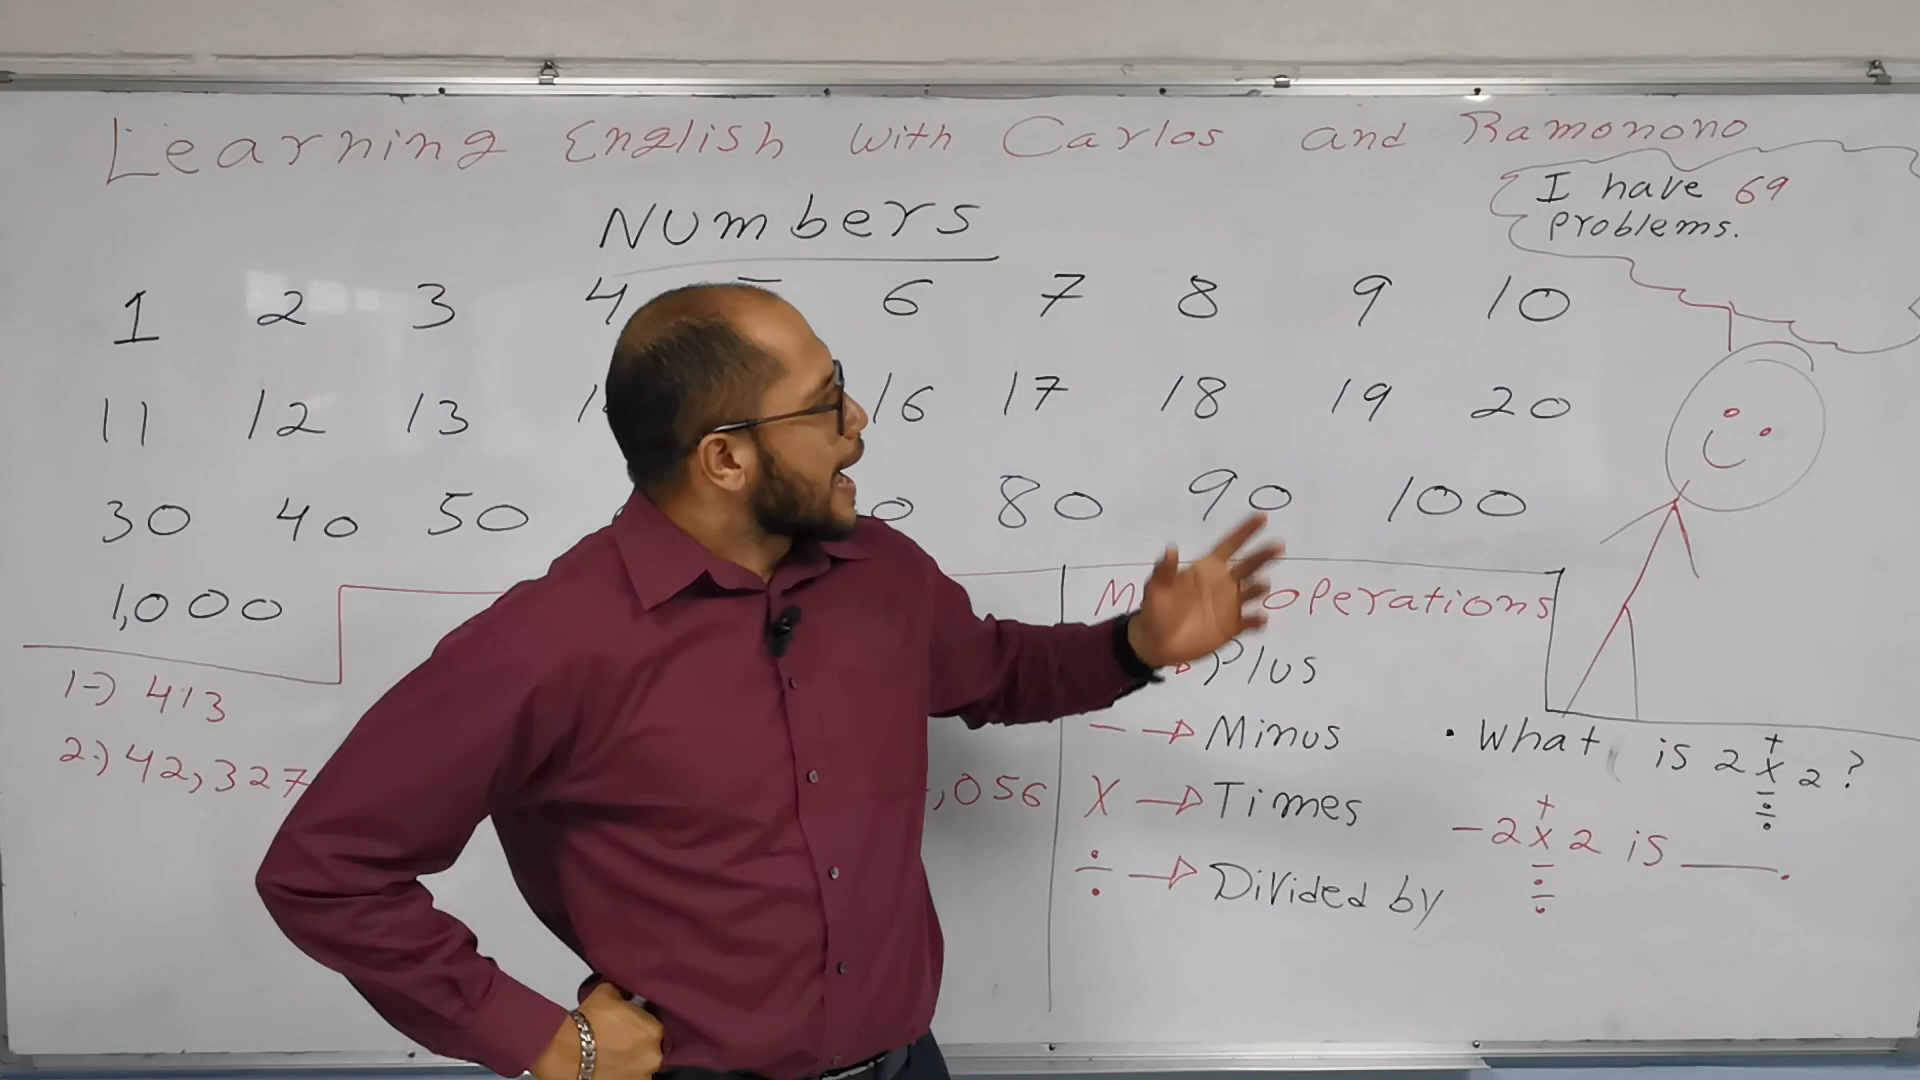 Learning English with Carlos and Ramonono
I have 69
problems.
Numbers
1 2 3 4 6 7 8 9 10
11 12 13 16 17 18 19 20
30 40 50 80 90 100
1,000
operations
1-) 413
2.) 42,327
,056
Plus
- → Minus
X → Times
÷ → Divided by
• What is 2 + x - ÷ 2?
- 2 + x - ÷ 2 is ____.